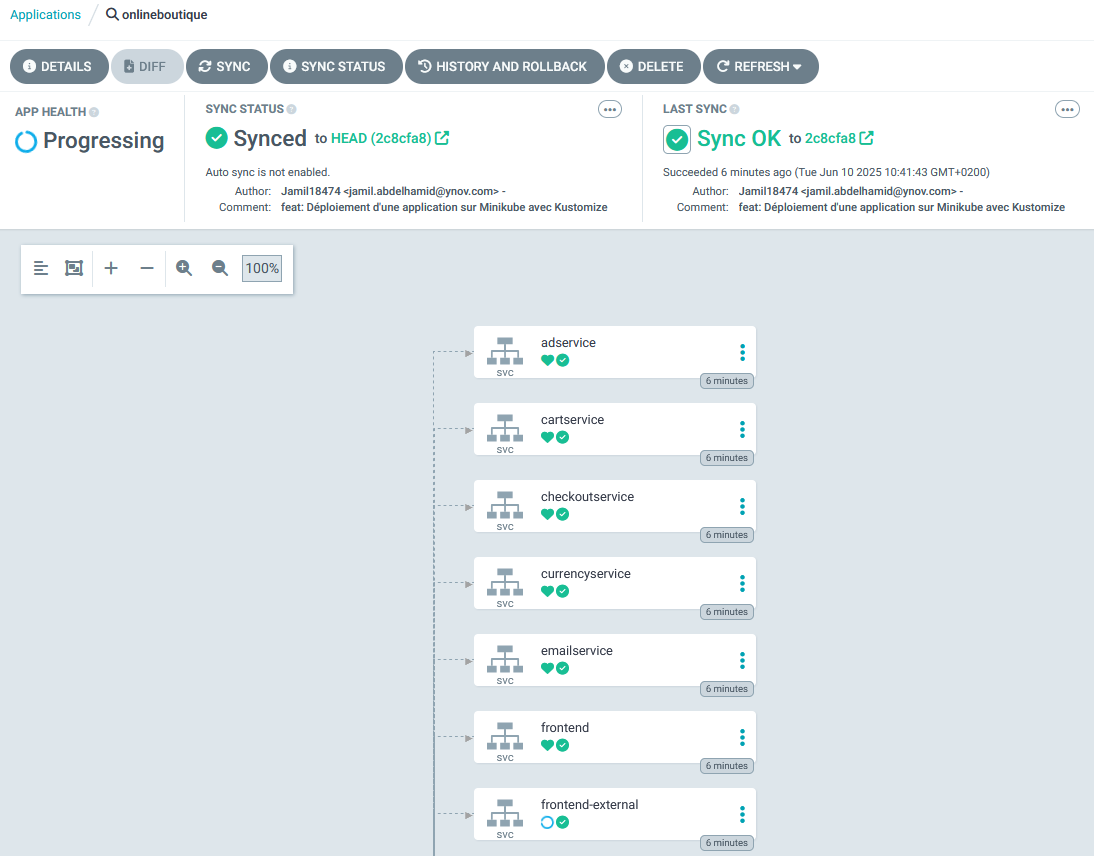 Applications / onlineboutique
DETAILS DIFF SYNC SYNC STATUS HISTORY AND ROLLBACK DELETE REFRESH
APP HEALTH
Progressing
SYNC STATUS
Synced to HEAD (2c8cfa8)
Auto sync is not enabled.
Author: Jamil18474 <jamil.abdelhamid@ynov.com> -
Comment: feat: Déploiement d'une application sur Minikube avec Kustomize
LAST SYNC
Sync OK to 2c8cfa8
Succeeded 6 minutes ago (Tue Jun 10 2025 10:41:43 GMT+0200)
Author: Jamil18474 <jamil.abdelhamid@ynov.com> -
Comment: feat: Déploiement d'une application sur Minikube avec Kustomize
100%
adservice
SVC
6 minutes
cartservice
SVC
6 minutes
checkoutservice
SVC
6 minutes
currencyservice
SVC
6 minutes
emailservice
SVC
6 minutes
frontend
SVC
6 minutes
frontend-external
SVC
6 minutes